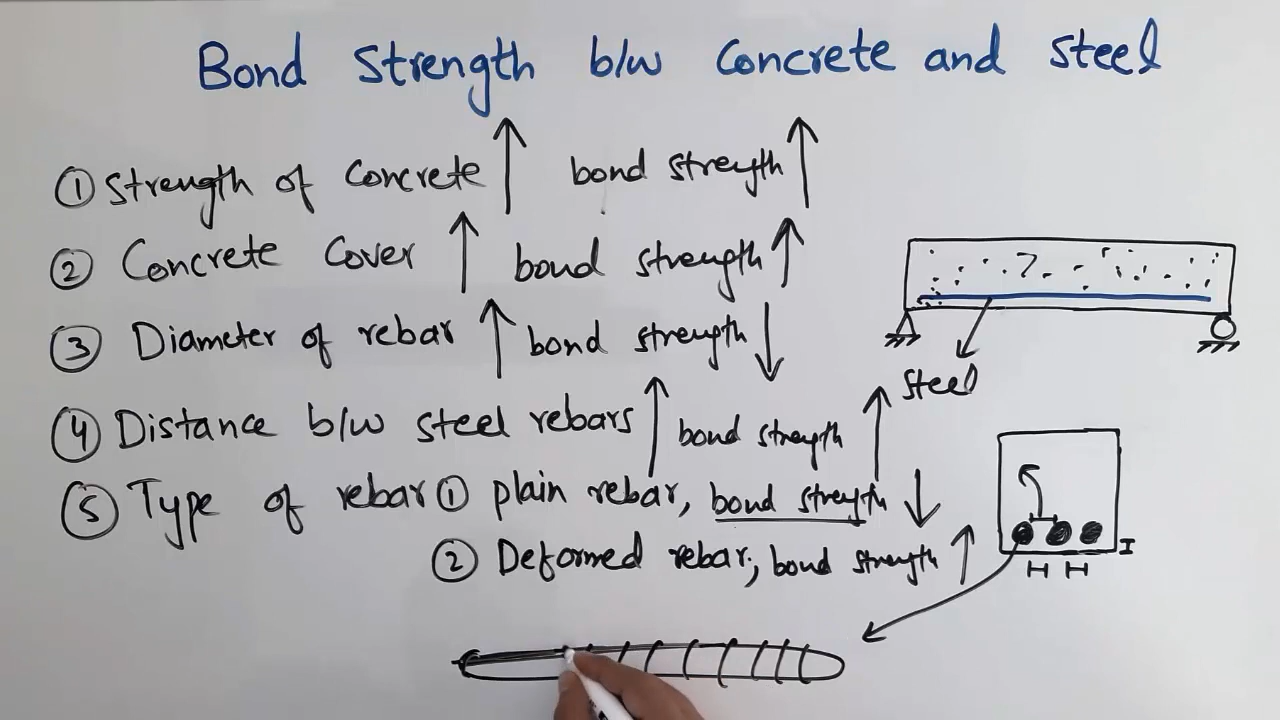 Bond Strength b/w Concrete and Steel
① Strength of Concrete ↑ bond strength ↑
② Concrete Cover ↑ bond strength ↑
③ Diameter of rebar ↑ bond strength ↓
④ Distance b/w steel rebars ↑ bond strength ↑
⑤ Type of rebar ① plain rebar, bond strength ↓
② Deformed rebar, bond strength ↑
Steel